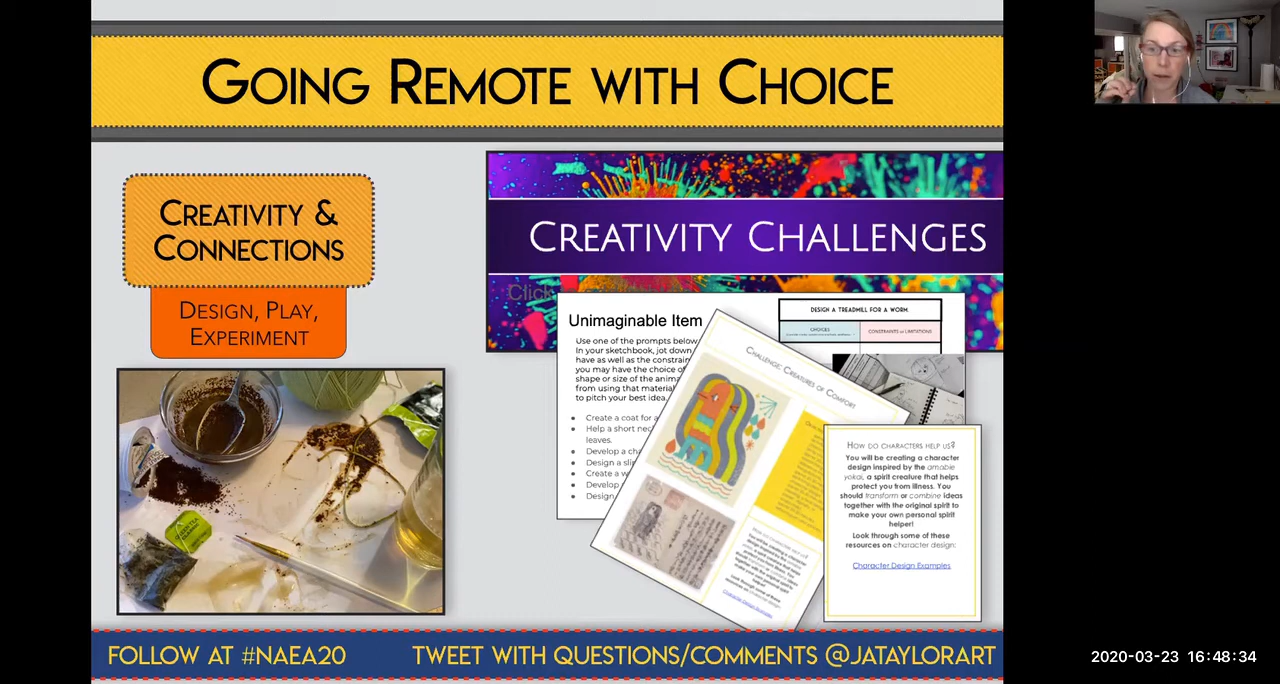 GOING REMOTE WITH CHOICE
CREATIVITY &
CONNECTIONS
DESIGN, PLAY,
EXPERIMENT
CREATIVITY CHALLENGES
Click
Unimaginable Item
Use one of the prompts below
In your sketchbook, jot down
have as well as the constrain
you may have the choice of
shape or size of the anima
from using that material
to pitch your best idea,
Create a coat for a
Help a short nec
leaves.
Develop a cha
Design a sli
Create a w
Develop
Design
DESIGN A TREADMILL FOR A WORM.
CHOICES
CONSTRAINTS or LIMITATIONS
CHALLENGE: CREATURES OF COMFORT
HOW DO CHARACTERS HELP US?
You will be creating a character
design inspired by the amabie
yokai, a spirit creature that helps
protect you from illness. You
should transform or combine ideas
together with the original spirit to
make your own personal spirit
helper!
Look through some of these
resources on character design:
Character Design Examples
FOLLOW AT #NAEA20
TWEET WITH QUESTIONS/COMMENTS @JATAYLORART
2020-03-23 16:48:34